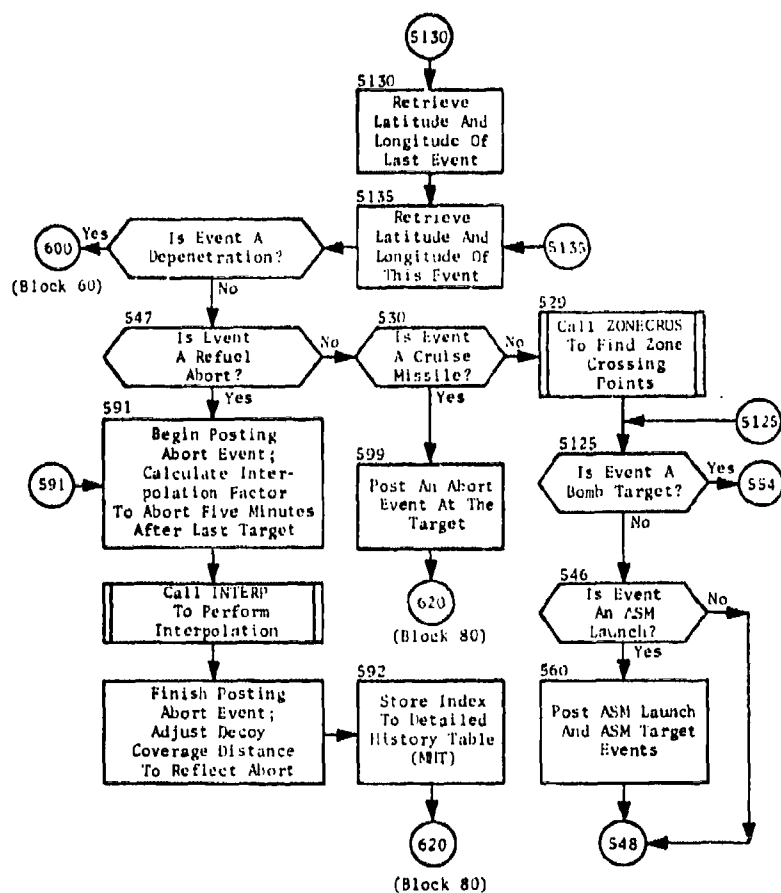 5130
5130
Retrieve
Latitude And
Longitude Of
Last Event
5135
Retrieve
Latitude And
Longitude Of
This Event
5135
Is Event A
Depenetration?
Yes
600
(Block 60)
No
547
Is Event
A Refuel
Abort?
No
530
Is Event
A Cruise
Missile?
No
529
Call ZONECROS
To Find Zone
Crossing
Points
Yes
591
Begin Posting
Abort Event;
Calculate Inter-
polation Factor
To Abort Five Minutes
After Last Target
591
Yes
599
Post An Abort
Event At The
Target
620
(Block 80)
5125
5125
Is Event A
Bomb Target?
Yes
554
No
546
Is Event
An ASM
Launch?
No
Yes
560
Post ASM Launch
And ASM Target
Events
548
Call INTERP
To Perform
Interpolation
Finish Posting
Abort Event;
Adjust Decoy
Coverage Distance
To Reflect Abort
592
Store Index
To Detailed
History Table
(MHT)
620
(Block 80)